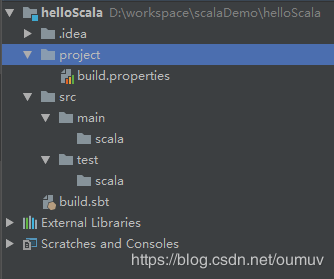 helloScala D:\workspace\scalaDemo\helloScala
.idea
project
build.properties
src
main
scala
test
scala
build.sbt
External Libraries
Scratches and Consoles
https://blog.csdn.net/oumuv